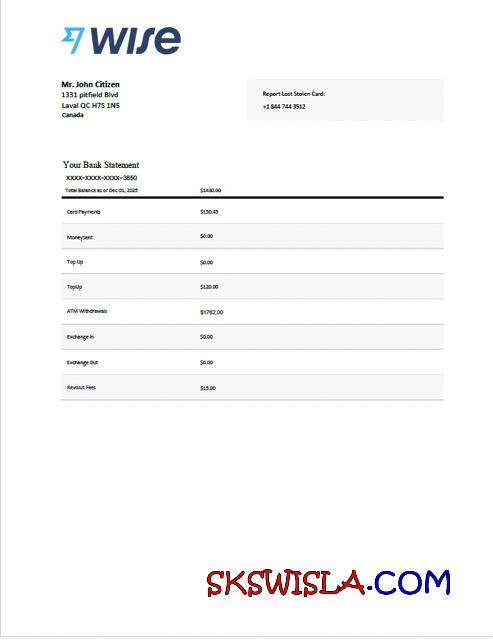 wise
Mr. John Citizen
1331 pitfield Blvd
Laval QC H7S 1N5
Canada
Report Lost Stolen Card:
+1 844 744 3512
Your Bank Statement
XXXX-XXXX-XXXX-3850
Total Balance as of Dec 01, 2025 $1430.00
Card Payments $150.45
MoneySent $0.00
Top Up $0.00
TopUp $120.00
ATM Withdrawals $1762.00
Exchange In $0.00
Exchange Out $0.00
Revolut Fees $15.00
SKSWISLA.COM